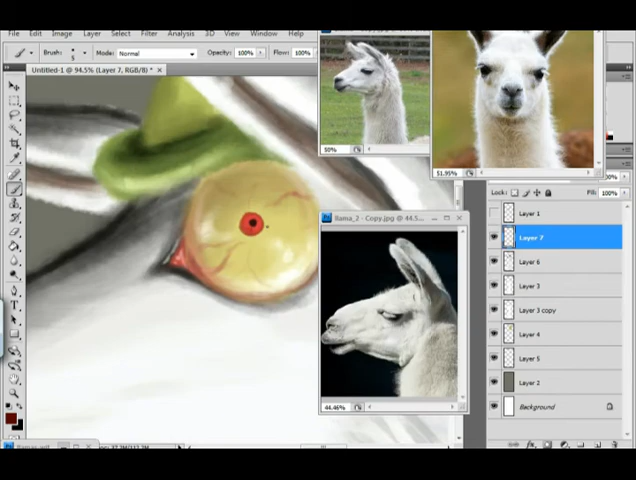 File Edit Image Layer Select Filter Analysis 3D View Window
Brush: 5 Mode: Normal Opacity: 100% Flow: 100%
Untitled-1 @ 94.5% (Layer 7, RGB/8) *
50%
51.95%
Lock: Fill: 100%
Layer 1
llama_2 - Copy.jpg @ 44,5...
Layer 7
Layer 6
Layer 3
Layer 3 copy
Layer 4
Layer 5
Layer 2
44.46%
Background